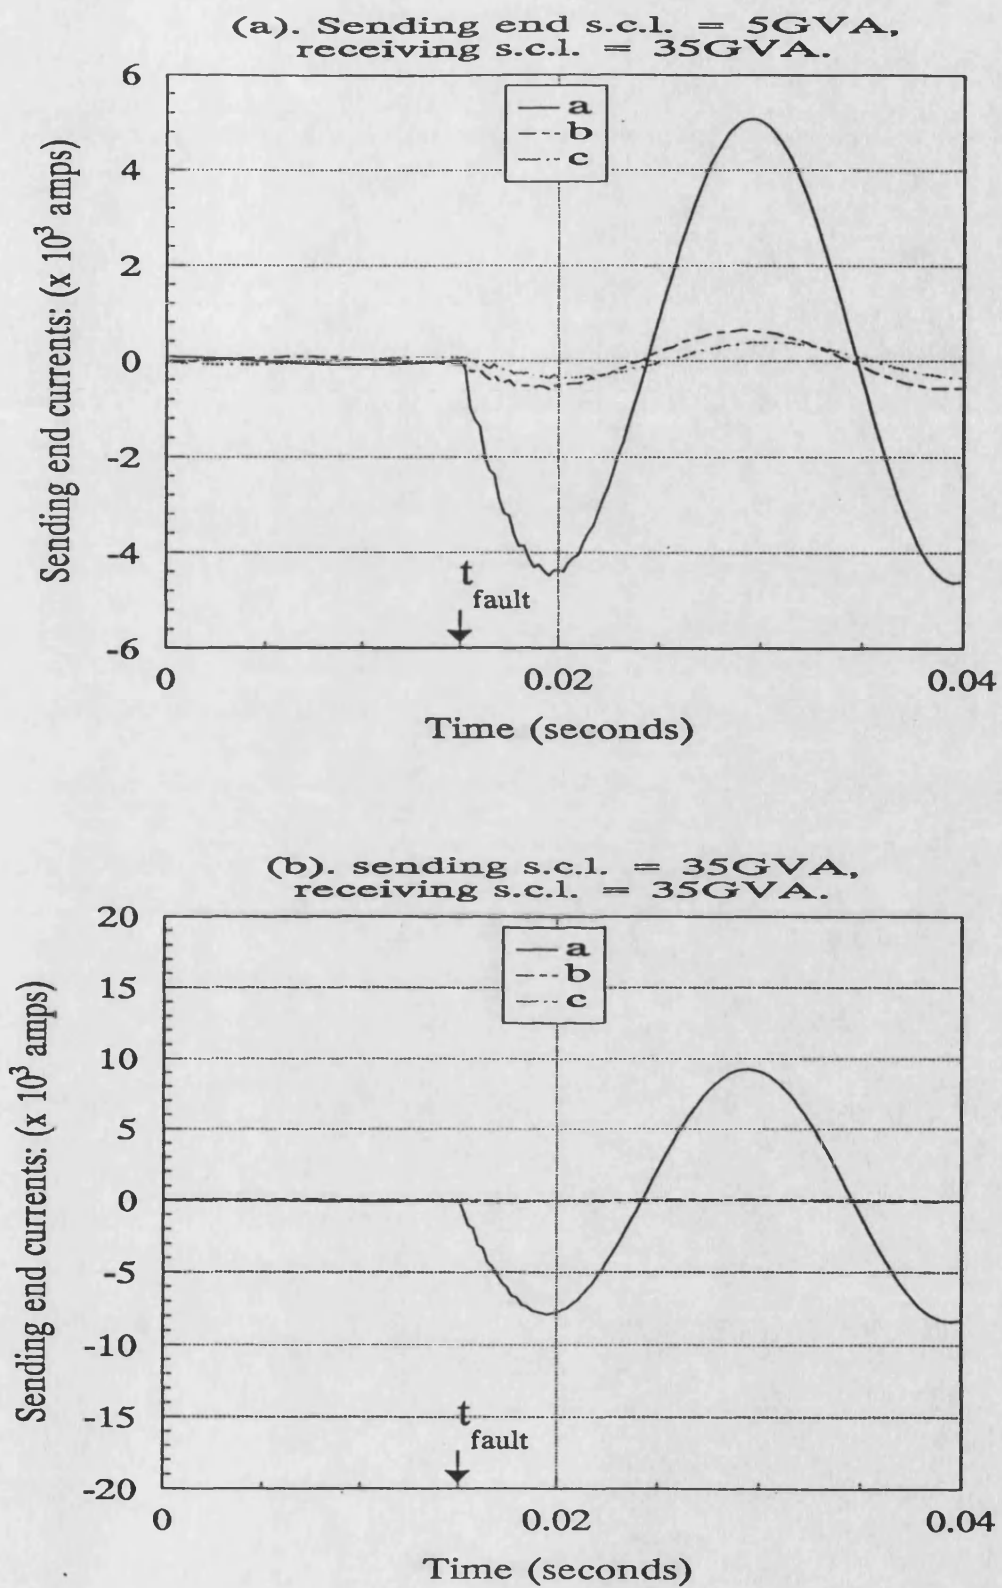 (a). Sending end s.c.l. = 5GVA,
receiving s.c.l. = 35GVA.
6
4
2
0
-2
-4
-6
Sending end currents: (x 10³ amps)
a
b
c
t fault
0
0.02
0.04
Time (seconds)
(b). sending s.c.l. = 35GVA,
receiving s.c.l. = 35GVA.
20
15
10
5
0
-5
-10
-15
-20
Sending end currents: (x 10³ amps)
a
b
c
t fault
0
0.02
0.04
Time (seconds)